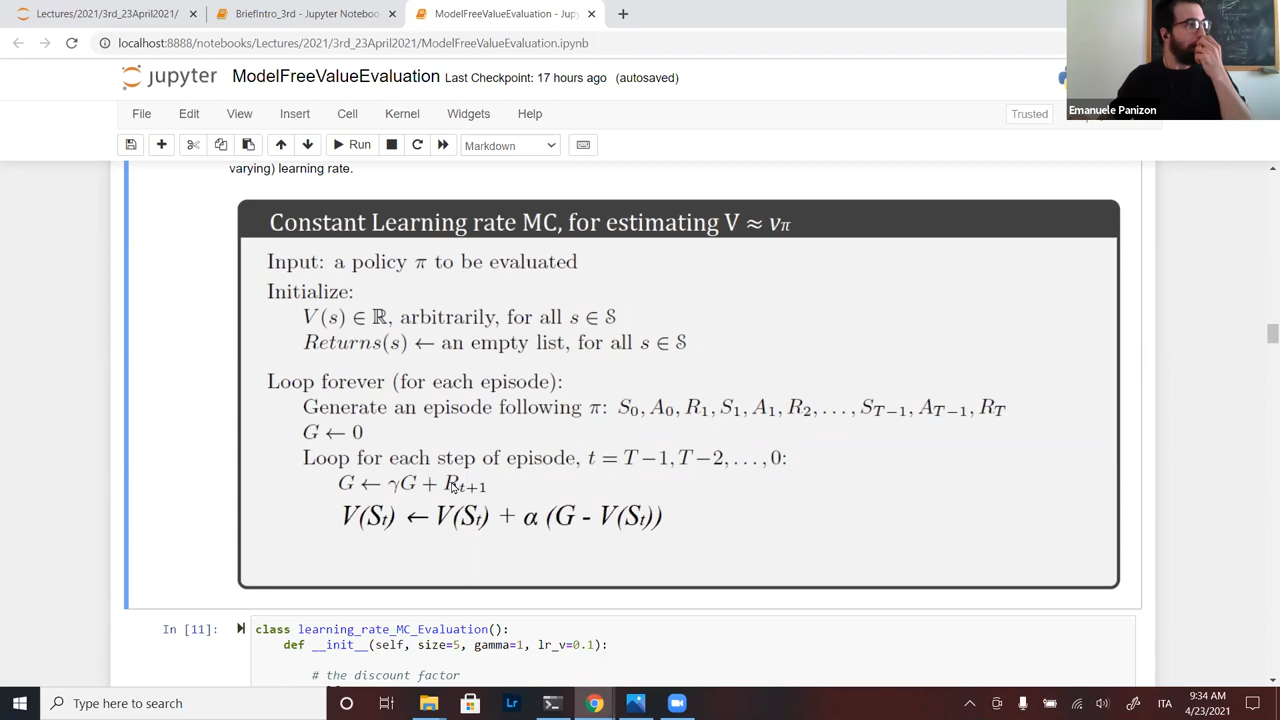 Lectures/2021/3rd_23April2021/
BriefIntro_3rd - Jupyter Noteboo
ModelFreeValueEvaluation - Jup
localhost:8888/notebooks/Lectures/2021/3rd_23April2021/ModelFreeValueEvaluation.ipynb
Emanuele Panizon
jupyter ModelFreeValueEvaluation Last Checkpoint: 17 hours ago (autosaved)
File Edit View Insert Cell Kernel Widgets Help
Trusted
Run Markdown
varying) learning rate.
Constant Learning rate MC, for estimating V ≈ vπ
Input: a policy π to be evaluated
Initialize:
V(s) ∈ ℝ, arbitrarily, for all s ∈ 𝒮
Returns(s) ← an empty list, for all s ∈ 𝒮
Loop forever (for each episode):
Generate an episode following π: S₀, A₀, R₁, S₁, A₁, R₂, . . . , S_{T−1}, A_{T−1}, R_T
G ← 0
Loop for each step of episode, t = T−1, T−2, . . . , 0:
G ← γG + R_{t+1}
V(Sₜ) ← V(Sₜ) + α (G - V(Sₜ))
In [11]: class learning_rate_MC_Evaluation():
def __init__(self, size=5, gamma=1, lr_v=0.1):
# the discount factor
Type here to search
Lr
ITA
9:34 AM
4/23/2021